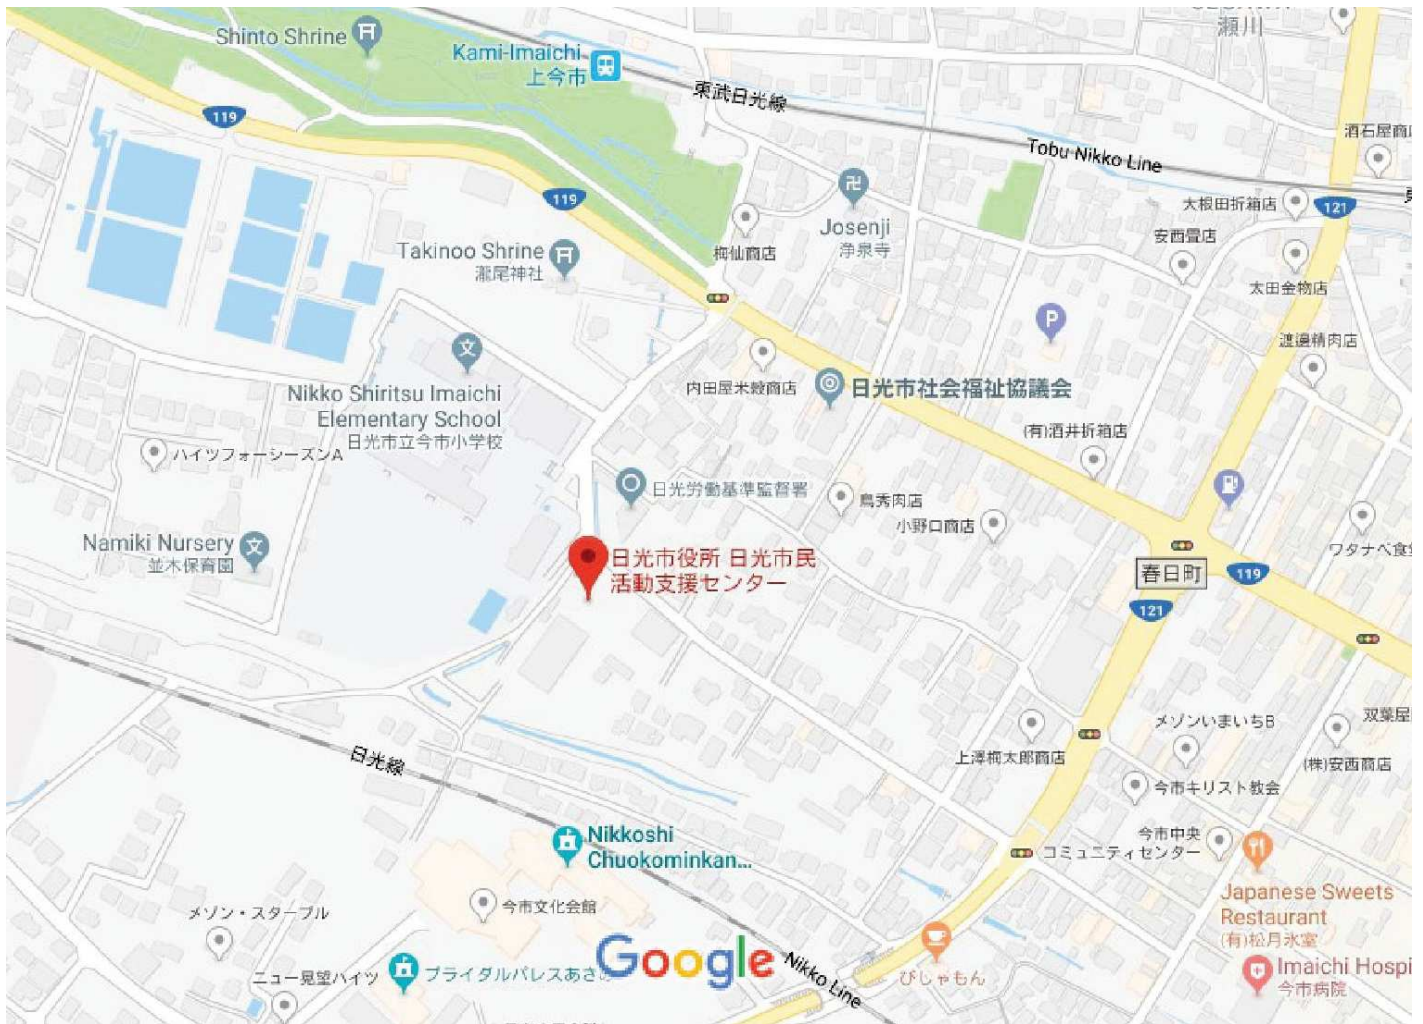 瀬川
Shinto Shrine
Kami-Imaichi
上今市
東武日光線
119
酒石屋商
Tobu Nikko Line
119
121
大根田折箱店
Josenji
浄泉寺
安西畳店
梅仙商店
Takinoo Shrine
瀧尾神社
太田金物店
P
渡邊精肉店
文
内田屋米穀商店
日光市社会福祉協議会
Nikko Shiritsu Imaichi
Elementary School
日光市立今市小学校
(有)酒井折箱店
ハイツフォーシーズンA
日光労働基準監督署
鳥秀肉店
小野口商店
Namiki Nursery
並木保育園
文
日光市役所 日光市民
活動支援センター
ワタナベ食
春日町
119
121
双葉屋
メゾンいまいちB
上澤梅太郎商店
(株)安西商店
日光線
今市キリスト教会
Nikkoshi
Chuokominkan...
今市中央
コミュニティセンター
Japanese Sweets
Restaurant
(有)松月氷室
今市文化会館
メゾン・スターブル
Google
Nikko Line
びしゃもん
Imaichi Hospi
今市病院
ニュー見望ハイツ
ブライダルパレスあさ